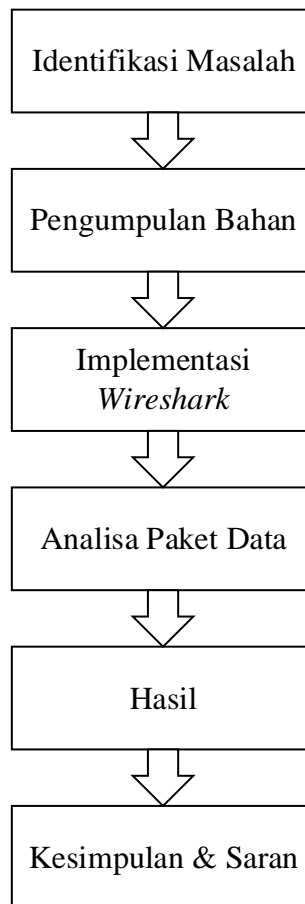 Identifikasi Masalah
Pengumpulan Bahan
Implementasi
Wireshark
Analisa Paket Data
Hasil
Kesimpulan & Saran